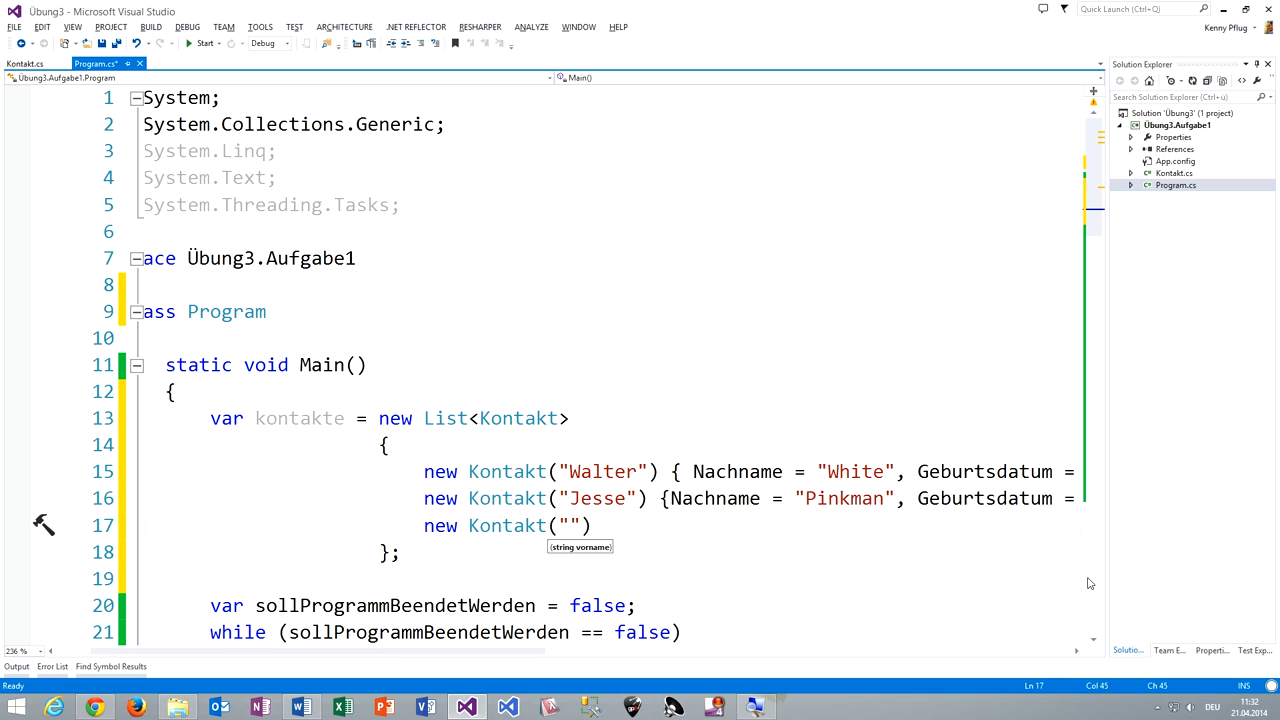 Übung3 - Microsoft Visual Studio
Quick Launch (Ctrl+Q)
FILE EDIT VIEW PROJECT BUILD DEBUG TEAM TOOLS TEST ARCHITECTURE .NET REFLECTOR RESHARPER ANALYZE WINDOW HELP
Kenny Pflug
Start Debug
Kontakt.cs Program.cs*
Übung3.Aufgabe1.Program Main()
1 System;
2 System.Collections.Generic;
3 System.Linq;
4 System.Text;
5 System.Threading.Tasks;
6
7 ace Übung3.Aufgabe1
8
9 ass Program
10
11 static void Main()
12 {
13 var kontakte = new List<Kontakt>
14 {
15 new Kontakt("Walter") { Nachname = "White", Geburtsdatum =
16 new Kontakt("Jesse") {Nachname = "Pinkman", Geburtsdatum =
17 new Kontakt("")
(string vorname)
18 };
19
20 var sollProgrammBeendetWerden = false;
21 while (sollProgrammBeendetWerden == false)
236 %
Solution Explorer
Search Solution Explorer (Ctrl+ü)
Solution 'Übung3' (1 project)
Übung3.Aufgabe1
Properties
References
App.config
Kontakt.cs
Program.cs
Solutio... Team E... Properti... Test Exp...
Output Error List Find Symbol Results
Ready Ln 17 Col 45 Ch 45 INS
DEU
11:32
21.04.2014